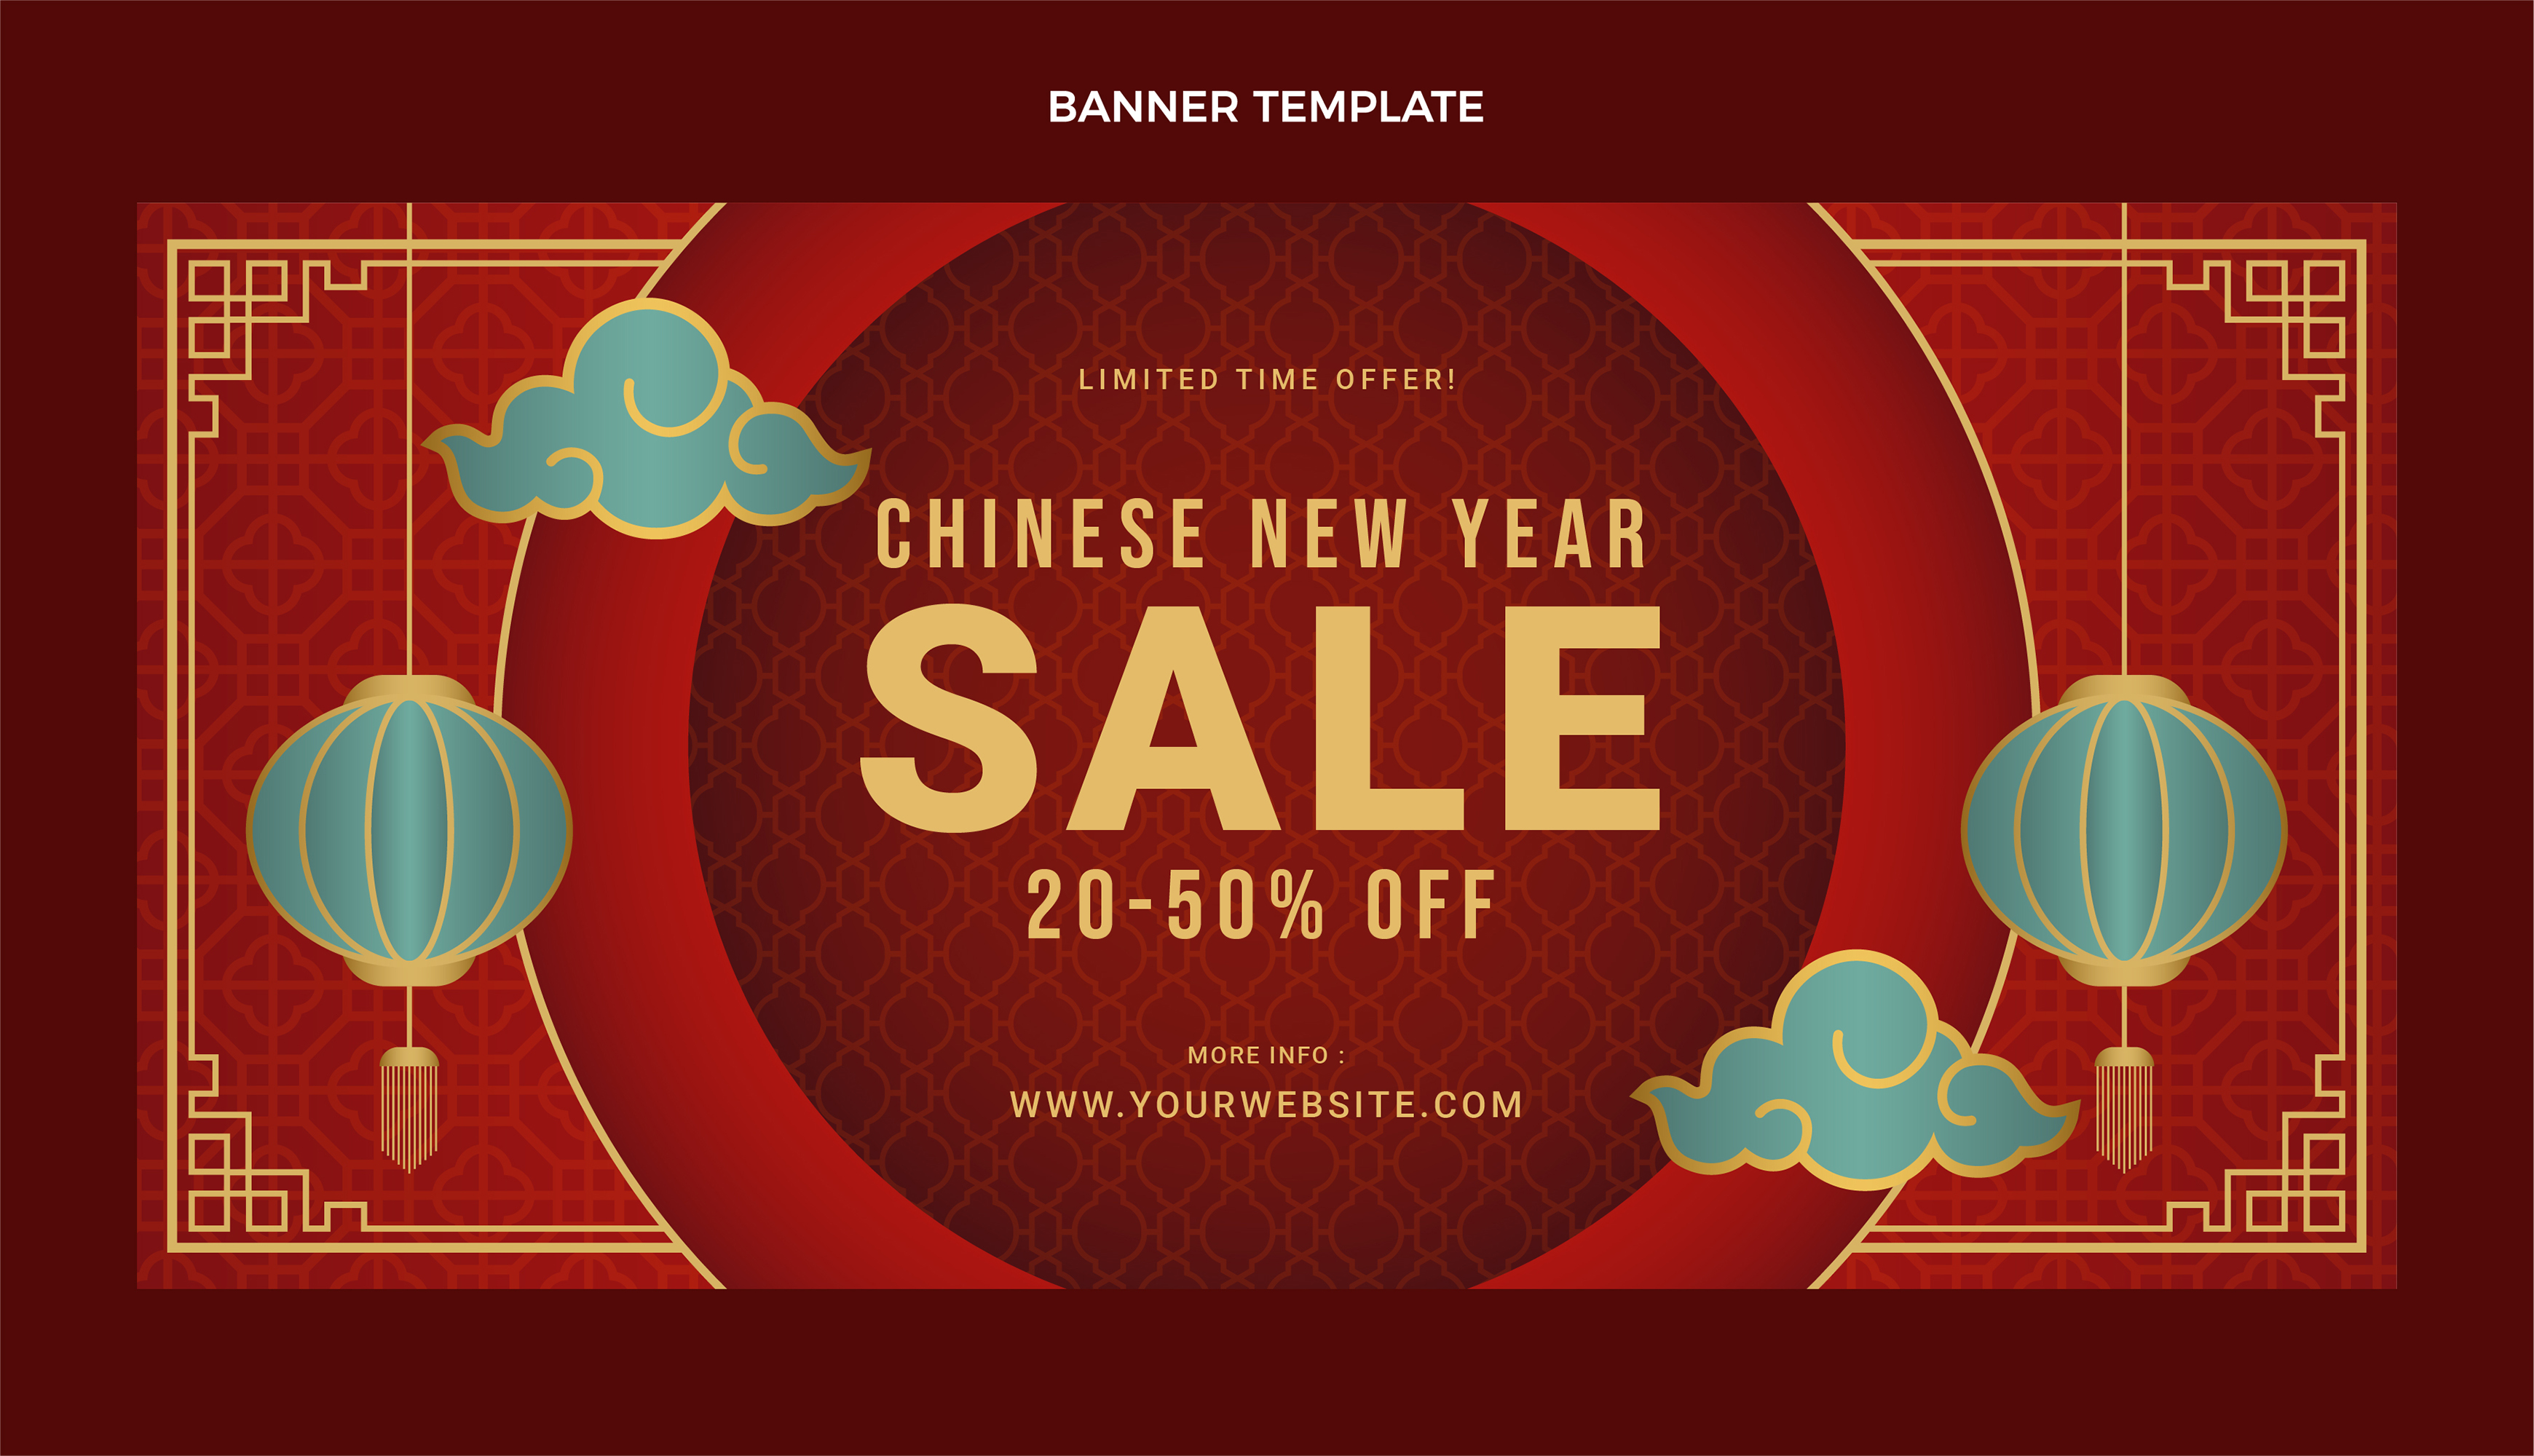 BANNER TEMPLATE
LIMITED TIME OFFER!
CHINESE NEW YEAR
SALE
20-50% OFF
MORE INFO :
WWW.YOURWEBSITE.COM